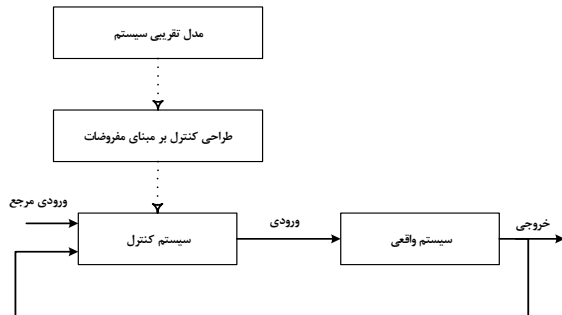 مدل تقریبی سیستم
طراحی کنترل بر مبنای مفروضات
ورودی مرجع
سیستم کنترل
ورودی
سیستم واقعی
خروجی